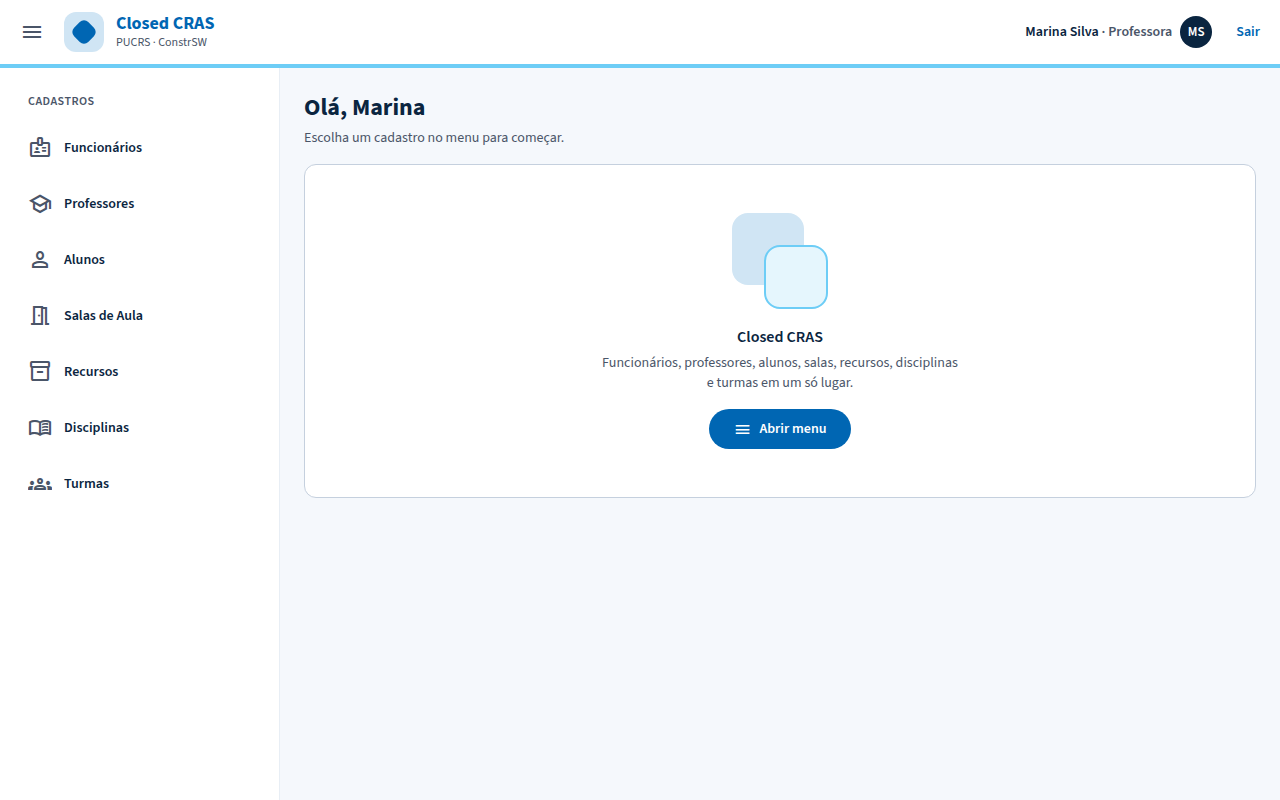 Closed CRAS
PUCRS · ConstrSW
Marina Silva · Professora
MS
Sair
CADASTROS
Funcionários
Professores
Alunos
Salas de Aula
Recursos
Disciplinas
Turmas
Olá, Marina
Escolha um cadastro no menu para começar.
Closed CRAS
Funcionários, professores, alunos, salas, recursos, disciplinas
e turmas em um só lugar.
Abrir menu